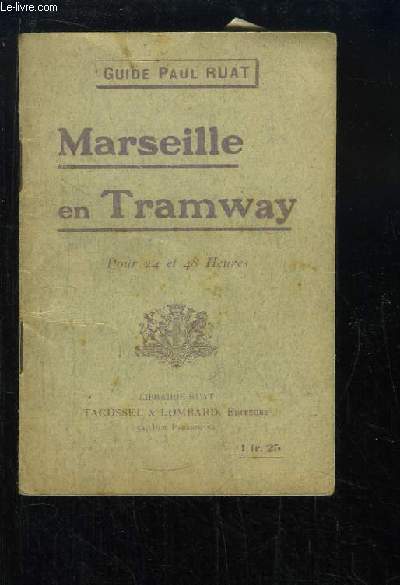 www.le-livre.com
GUIDE PAUL RUAT
Marseille
en Tramway
Pour 24 et 48 Heures
LIBRAIRIE RUAT
TACUSSEL & LOMBARD, Éditeurs
1 fr. 25